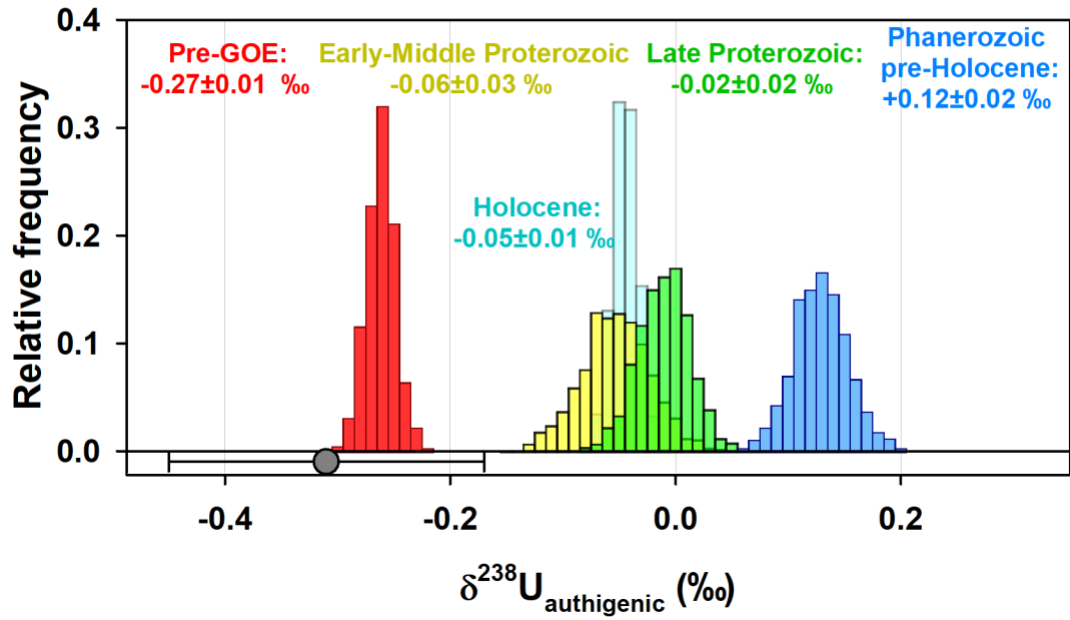 0.4
Pre-GOE:
-0.27±0.01 ‰
Early-Middle Proterozoic
-0.06±0.03 ‰
Late Proterozoic:
-0.02±0.02 ‰
Phanerozoic
pre-Holocene:
+0.12±0.02 ‰
0.3
Holocene:
-0.05±0.01 ‰
0.2
0.1
0.0
Relative frequency
-0.4
-0.2
0.0
0.2
δ²³⁸U authigenic (‰)